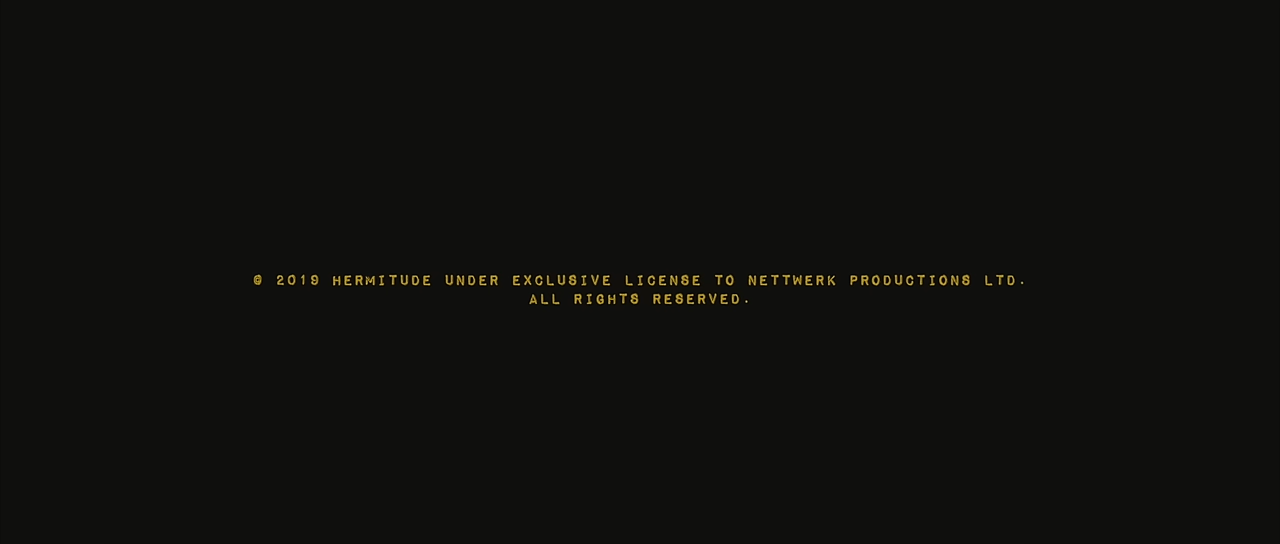 © 2019 HERMITUDE UNDER EXCLUSIVE LICENSE TO NETTWERK PRODUCTIONS LTD.
ALL RIGHTS RESERVED.